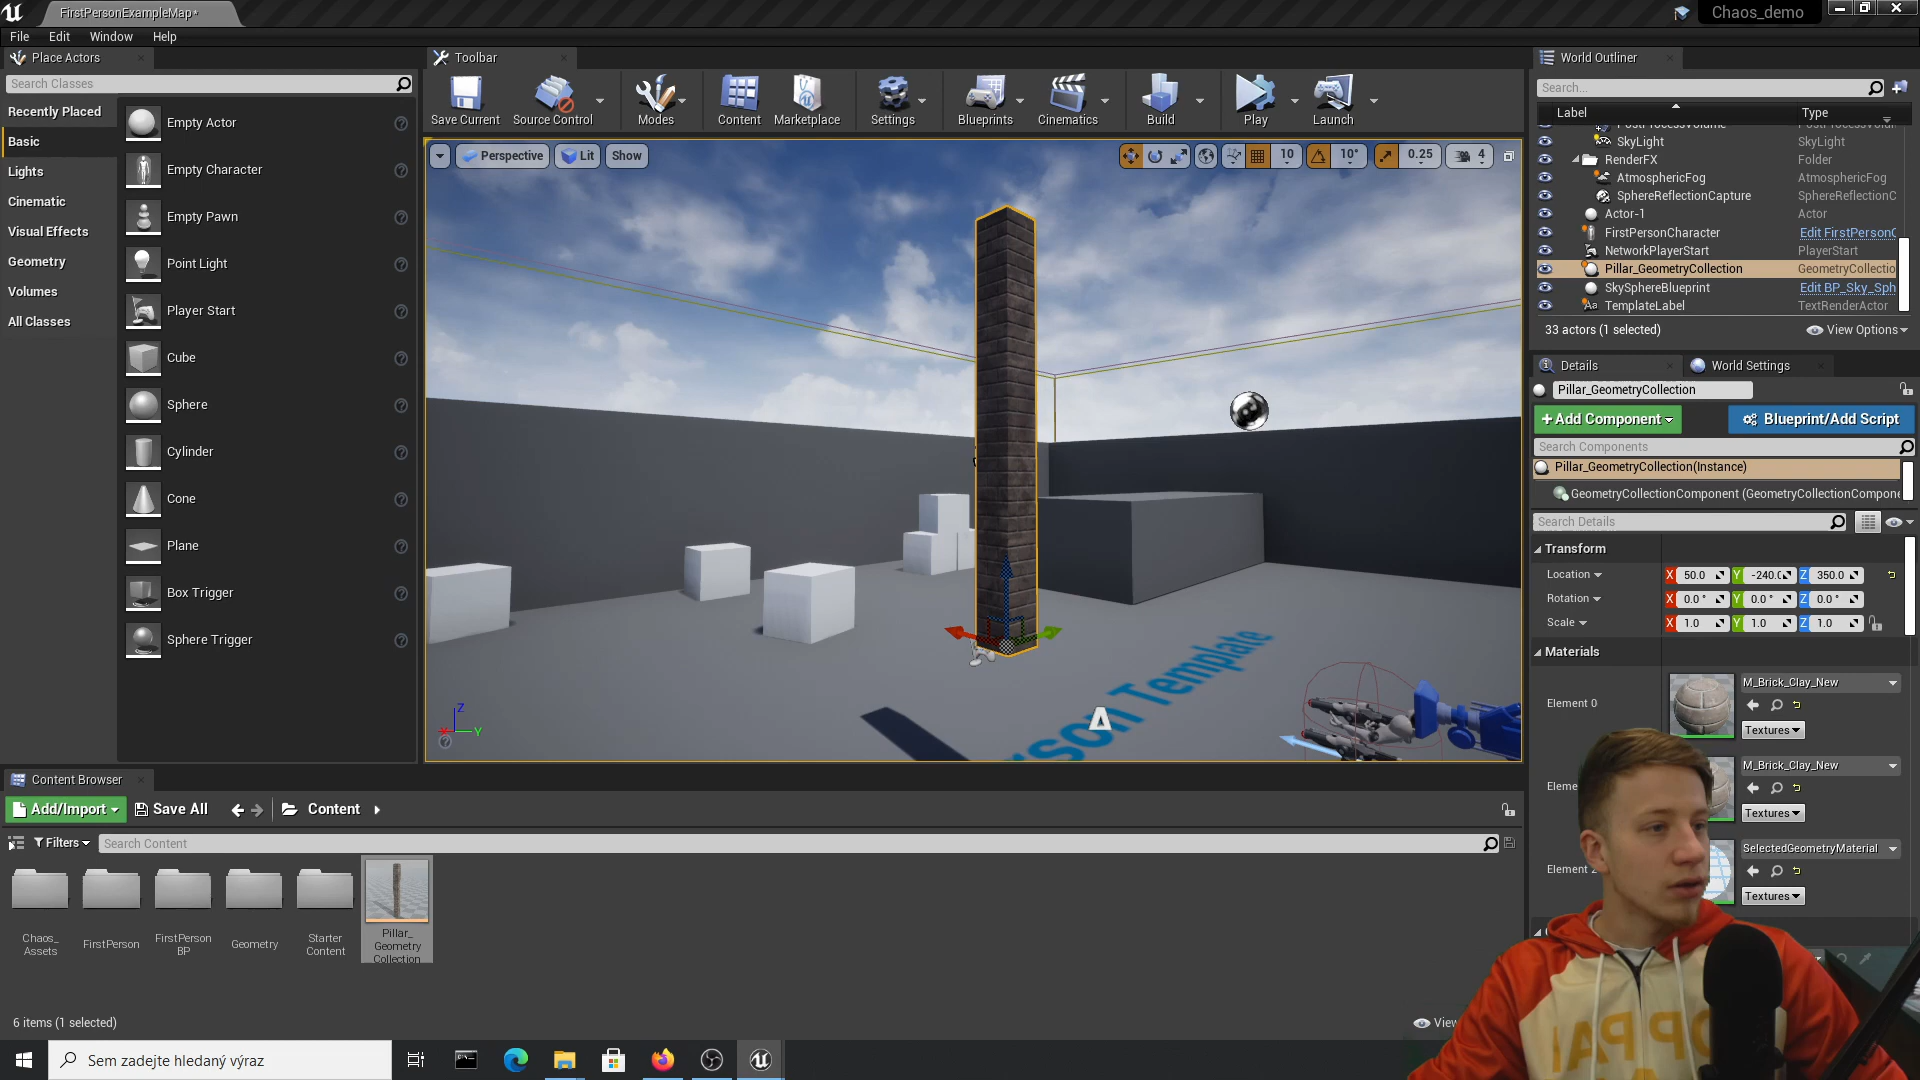 FirstPersonExampleMap*
Chaos_demo
File Edit Window Help
Place Actors
Toolbar
World Outliner
Search Classes
Recently Placed
Basic
Lights
Cinematic
Visual Effects
Geometry
Volumes
All Classes
Empty Actor
Empty Character
Empty Pawn
Point Light
Player Start
Cube
Sphere
Cylinder
Cone
Plane
Box Trigger
Sphere Trigger
Save Current
Source Control
Modes
Content
Marketplace
Settings
Blueprints
Cinematics
Build
Play
Launch
Perspective
Lit
Show
10
10°
0.25
4
Template
Z
X
Y
Search...
Label Type
SkyLight SkyLight
RenderFX Folder
AtmosphericFog AtmosphericFog
SphereReflectionCapture SphereReflectionC
Actor-1 Actor
FirstPersonCharacter Edit FirstPersonC
NetworkPlayerStart PlayerStart
Pillar_GeometryCollection GeometryCollectio
SkySphereBlueprint Edit BP_Sky_Sph
TemplateLabel TextRenderActor
33 actors (1 selected)
View Options
Details
World Settings
Pillar_GeometryCollection
+Add Component
Blueprint/Add Script
Search Components
Pillar_GeometryCollection(Instance)
GeometryCollectionComponent (GeometryCollectionCompone
Search Details
Transform
Location X 50.0 Y -240.0 Z 350.0
Rotation X 0.0 ° Y 0.0 ° Z 0.0 °
Scale X 1.0 Y 1.0 Z 1.0
Materials
Element 0
M_Brick_Clay_New
Textures
Eleme
M_Brick_Clay_New
Textures
Element 2
SelectedGeometryMaterial
Textures
Content Browser
Add/Import
Save All
Content
Filters
Search Content
Chaos_
Assets
FirstPerson
FirstPerson
BP
Geometry
Starter
Content
Pillar_
Geometry
Collection
6 items (1 selected)
View
Sem zadejte hledaný výraz